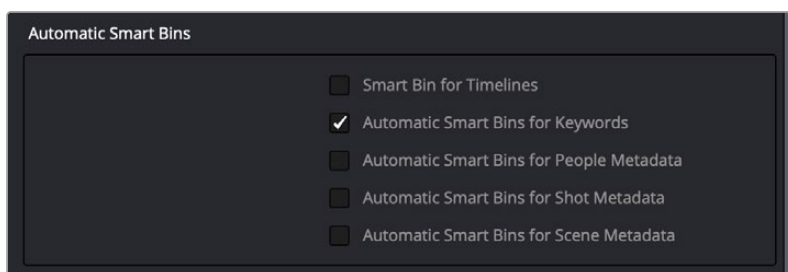 Automatic Smart Bins
Smart Bin for Timelines
Automatic Smart Bins for Keywords
Automatic Smart Bins for People Metadata
Automatic Smart Bins for Shot Metadata
Automatic Smart Bins for Scene Metadata